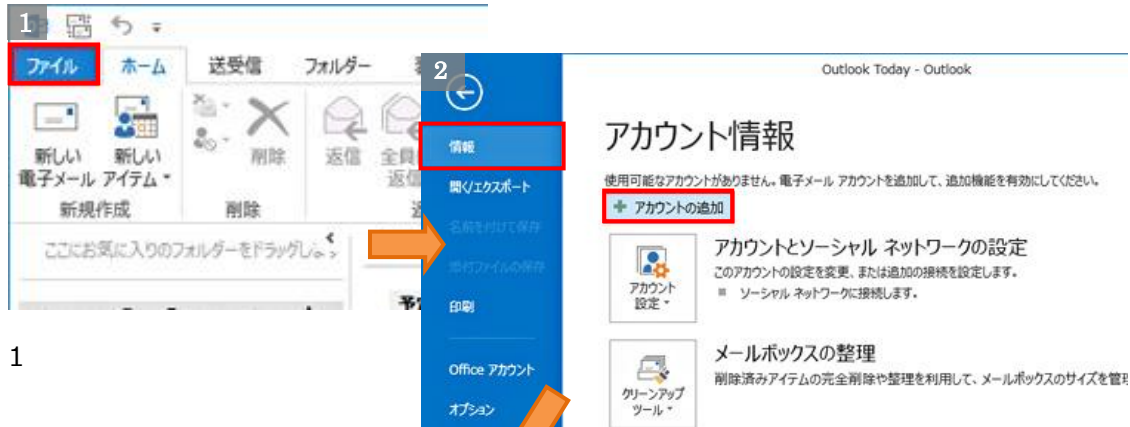 1
ファイル ホーム 送受信 フォルダー
新しい
電子メール
新しい
アイテム
削除
返信
全員
返信
新規作成 削除
ここにお気に入りのフォルダーをドラッグし
1
2
Outlook Today - Outlook
情報
開く/エクスポート
名前を付けて保存
添付ファイルの保存
印刷
Office アカウント
オプション
アカウント情報
使用可能なアカウントがありません。電子メール アカウントを追加して、追加機能を有効にしてください。
アカウントの追加
アカウント
設定
アカウントとソーシャル ネットワークの設定
このアカウントの設定を変更、または追加の接続を設定します。
ソーシャル ネットワークに接続します。
クリーンアップ
ツール
メールボックスの整理
削除済みアイテムの完全削除や整理を利用して、メールボックスのサイズを管